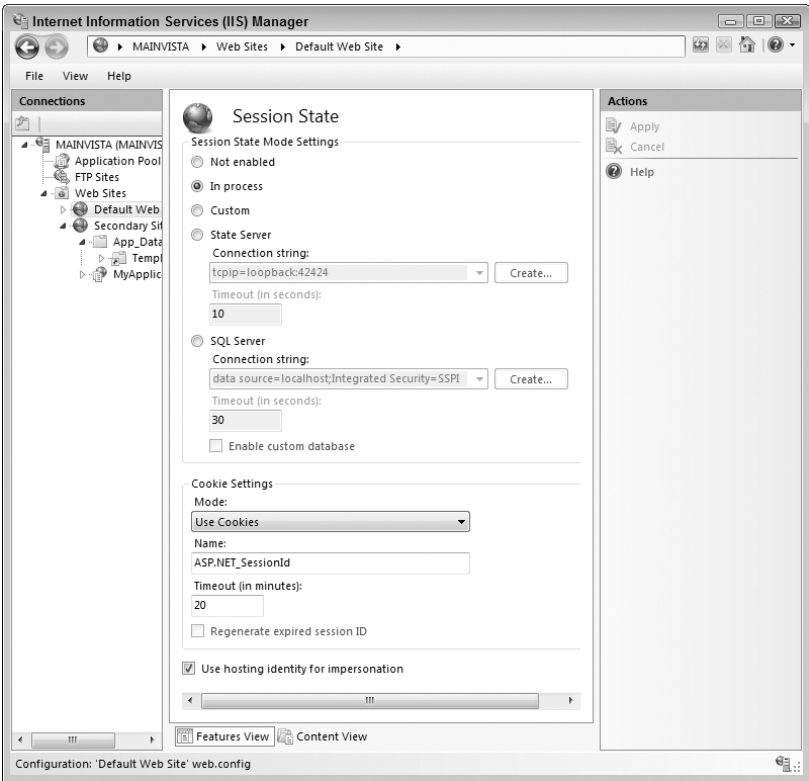 Internet Information Services (IIS) Manager
MAINVISTA Web Sites Default Web Site
File View Help
Connections
MAINVISTA (MAINVIS
Application Pool
FTP Sites
Web Sites
Default Web
Secondary Sit
App_Data
Templ
MyApplic
Session State
Session State Mode Settings
Not enabled
In process
Custom
State Server
Connection string:
tcpip=loopback:42424
Create...
Timeout (in seconds):
10
SQL Server
Connection string:
data source=localhost;Integrated Security=SSPI
Create...
Timeout (in seconds):
30
Enable custom database
Cookie Settings
Mode:
Use Cookies
Name:
ASP.NET_SessionId
Timeout (in minutes):
20
Regenerate expired session ID
Use hosting identity for impersonation
Features View Content View
Actions
Apply
Cancel
Help
Configuration: 'Default Web Site' web.config